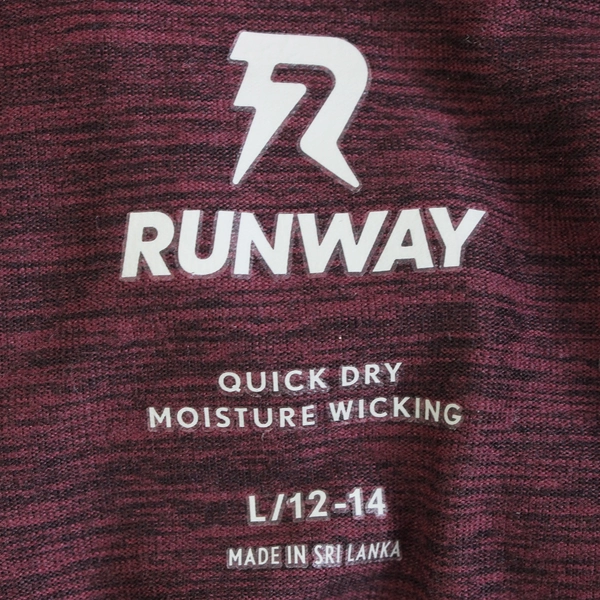 RUNWAY
QUICK DRY
MOISTURE WICKING
L/12-14
MADE IN SRI LANKA